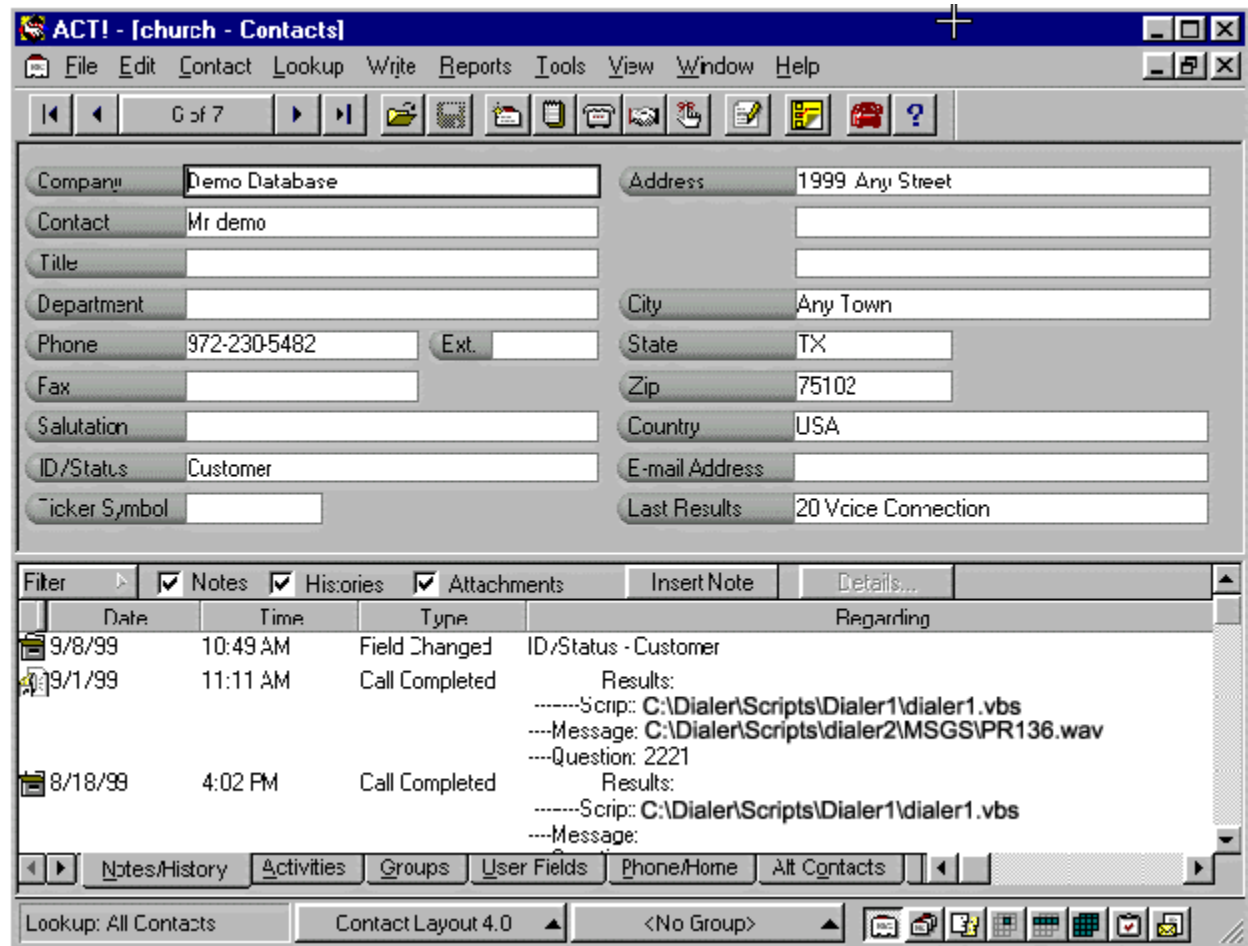 ACT! - [church - Contacts]
File Edit Contact Lookup Write Reports Tools View Window Help
6 of 7
Company Demo Database Address 1999 Any Street
Contact Mr demo
Title
Department City Any Town
Phone 972-230-5482 Ext. State TX
Fax Zip 75102
Salutation Country USA
ID/Status Customer E-mail Address
Ticker Symbol Last Results 20 Voice Connection
Filter Notes Histories Attachments Insert Note Details...
Date Time Type Regarding
9/8/99 10:49 AM Field Changed ID/Status - Customer
9/1/99 11:11 AM Call Completed Results:
-------Script: C:\Dialer\Scripts\Dialer1\dialer1.vbs
----Message: C:\Dialer\Scripts\dialer2\MSGS\PR136.wav
----Question: 2221
8/18/99 4:02 PM Call Completed Results:
-------Script: C:\Dialer\Scripts\Dialer1\dialer1.vbs
----Message:
Notes/History Activities Groups User Fields Phone/Home Alt Contacts
Lookup: All Contacts Contact Layout 4.0 <No Group>